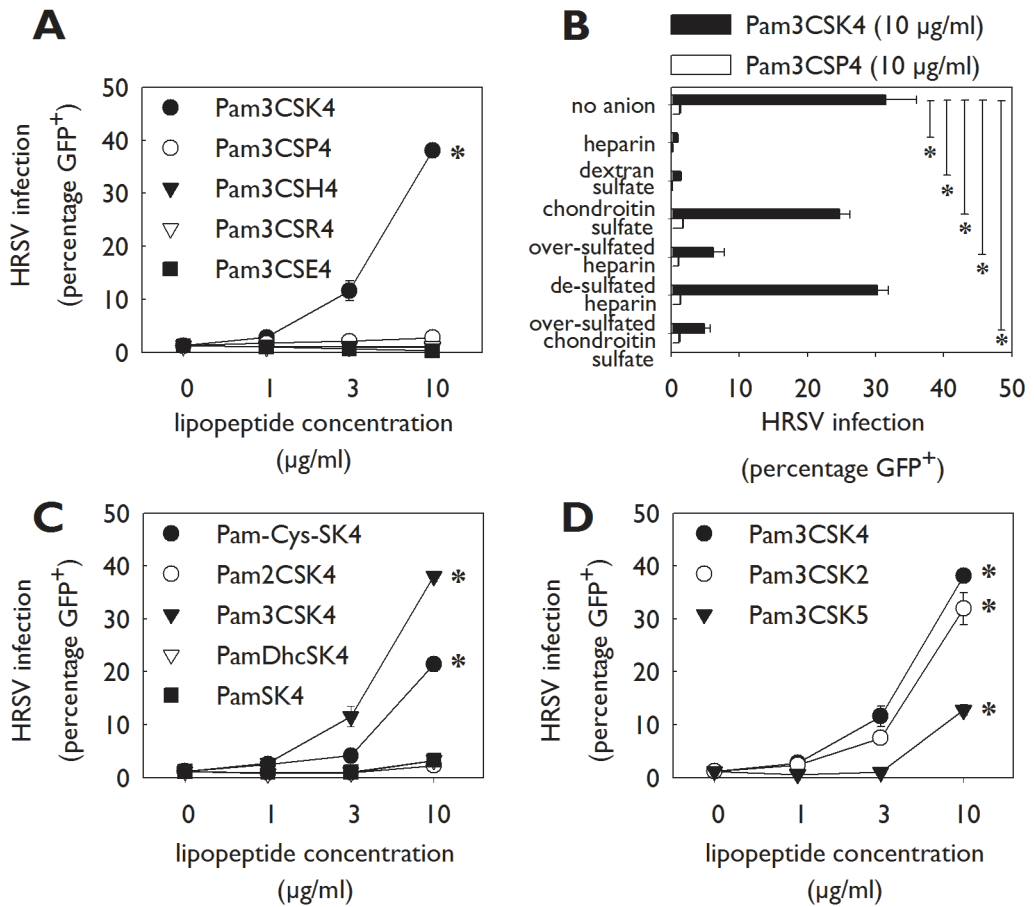 A
50
40
30
20
10
0
HRSV infection
(percentage GFP+)
Pam3CSK4
Pam3CSP4
Pam3CSH4
Pam3CSR4
Pam3CSE4
*
0 1 3 10
lipopeptide concentration
(µg/ml)
B
Pam3CSK4 (10 µg/ml)
Pam3CSP4 (10 µg/ml)
no anion
heparin
dextran
sulfate
chondroitin
sulfate
over-sulfated
heparin
de-sulfated
heparin
over-sulfated
chondroitin
sulfate
*
*
*
*
*
0 10 20 30 40 50
HRSV infection
(percentage GFP+)
C
50
40
30
20
10
0
HRSV infection
(percentage GFP+)
Pam-Cys-SK4
Pam2CSK4
Pam3CSK4
PamDhcSK4
PamSK4
*
*
0 1 3 10
lipopeptide concentration
(µg/ml)
D
50
40
30
20
10
0
HRSV infection
(percentage GFP+)
Pam3CSK4
Pam3CSK2
Pam3CSK5
*
*
*
0 1 3 10
lipopeptide concentration
(µg/ml)